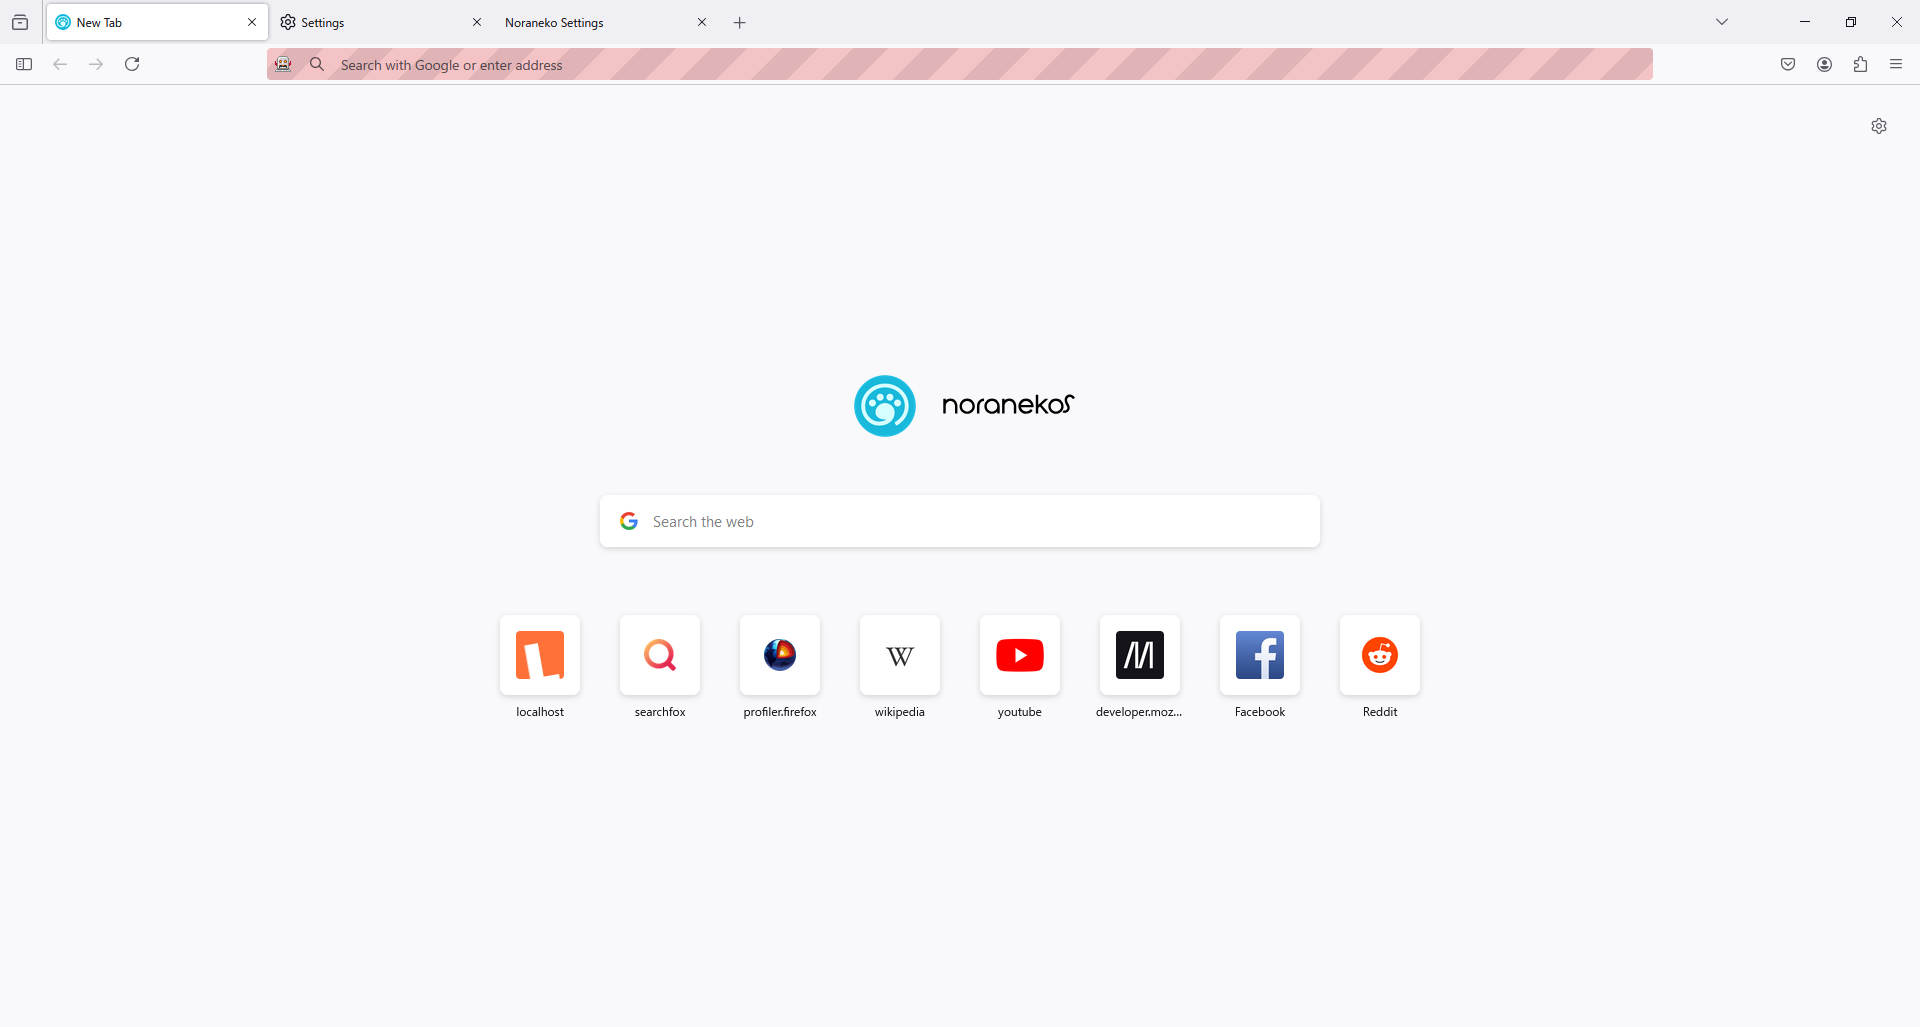 New Tab
Settings
Noraneko Settings
Search with Google or enter address
noraneko
Search the web
localhost
searchfox
profiler.firefox
wikipedia
youtube
developer.moz...
Facebook
Reddit